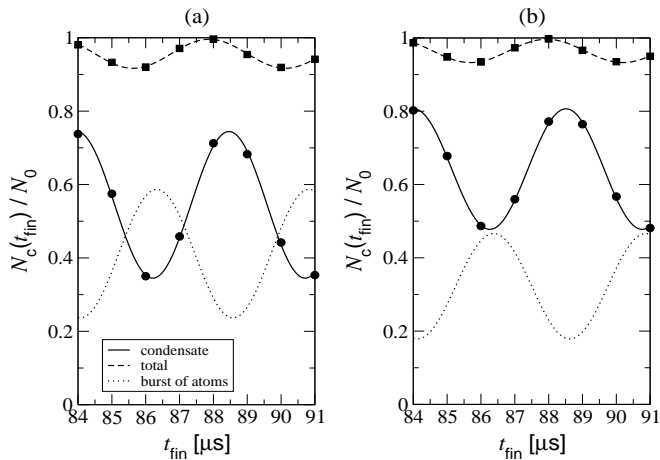 (a)
(b)
N_c(t_fin) / N_0
1
0.8
0.6
0.4
0.2
0
condensate
total
burst of atoms
84 85 86 87 88 89 90 91
t_fin [μs]
N_c(t_fin) / N_0
1
0.8
0.6
0.4
0.2
0
84 85 86 87 88 89 90 91
t_fin [μs]